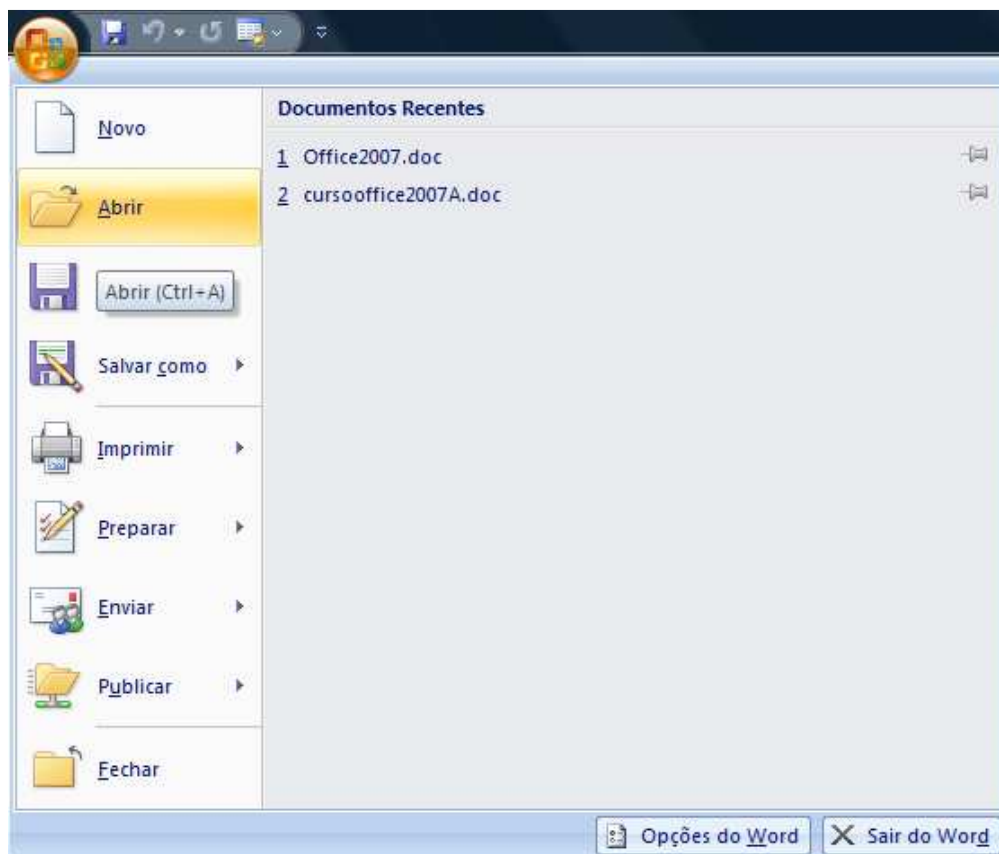 Documentos Recentes
Novo
1 Office2007.doc
2 cursooffice2007A.doc
Abrir
Abrir (Ctrl+A)
Salvar como
Imprimir
Preparar
Enviar
Publicar
Fechar
Opções do Word
Sair do Word